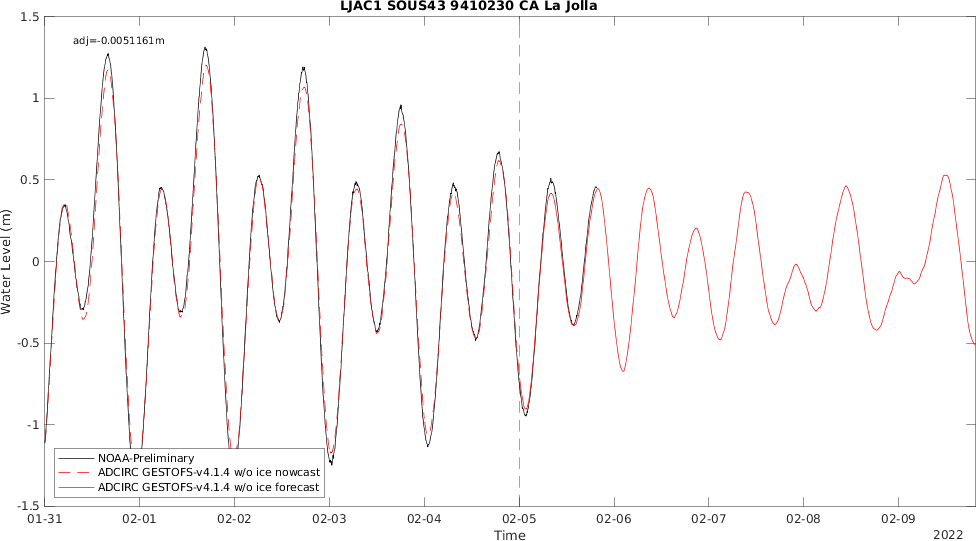 LJAC1 SOUS43 9410230 CA La Jolla
adj=-0.0051161m
1.5
1
0.5
0
-0.5
-1
-1.5
Water Level (m)
NOAA-Preliminary
ADCIRC GESTOFS-v4.1.4 w/o ice nowcast
ADCIRC GESTOFS-v4.1.4 w/o ice forecast
01-31 02-01 02-02 02-03 02-04 02-05 02-06 02-07 02-08 02-09
Time
2022